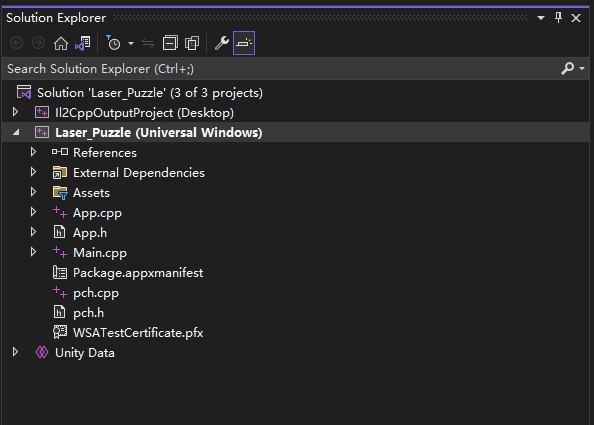 Solution Explorer
Search Solution Explorer (Ctrl+;)
Solution 'Laser_Puzzle' (3 of 3 projects)
Il2CppOutputProject (Desktop)
Laser_Puzzle (Universal Windows)
References
External Dependencies
Assets
App.cpp
App.h
Main.cpp
Package.appxmanifest
pch.cpp
pch.h
WSATestCertificate.pfx
Unity Data